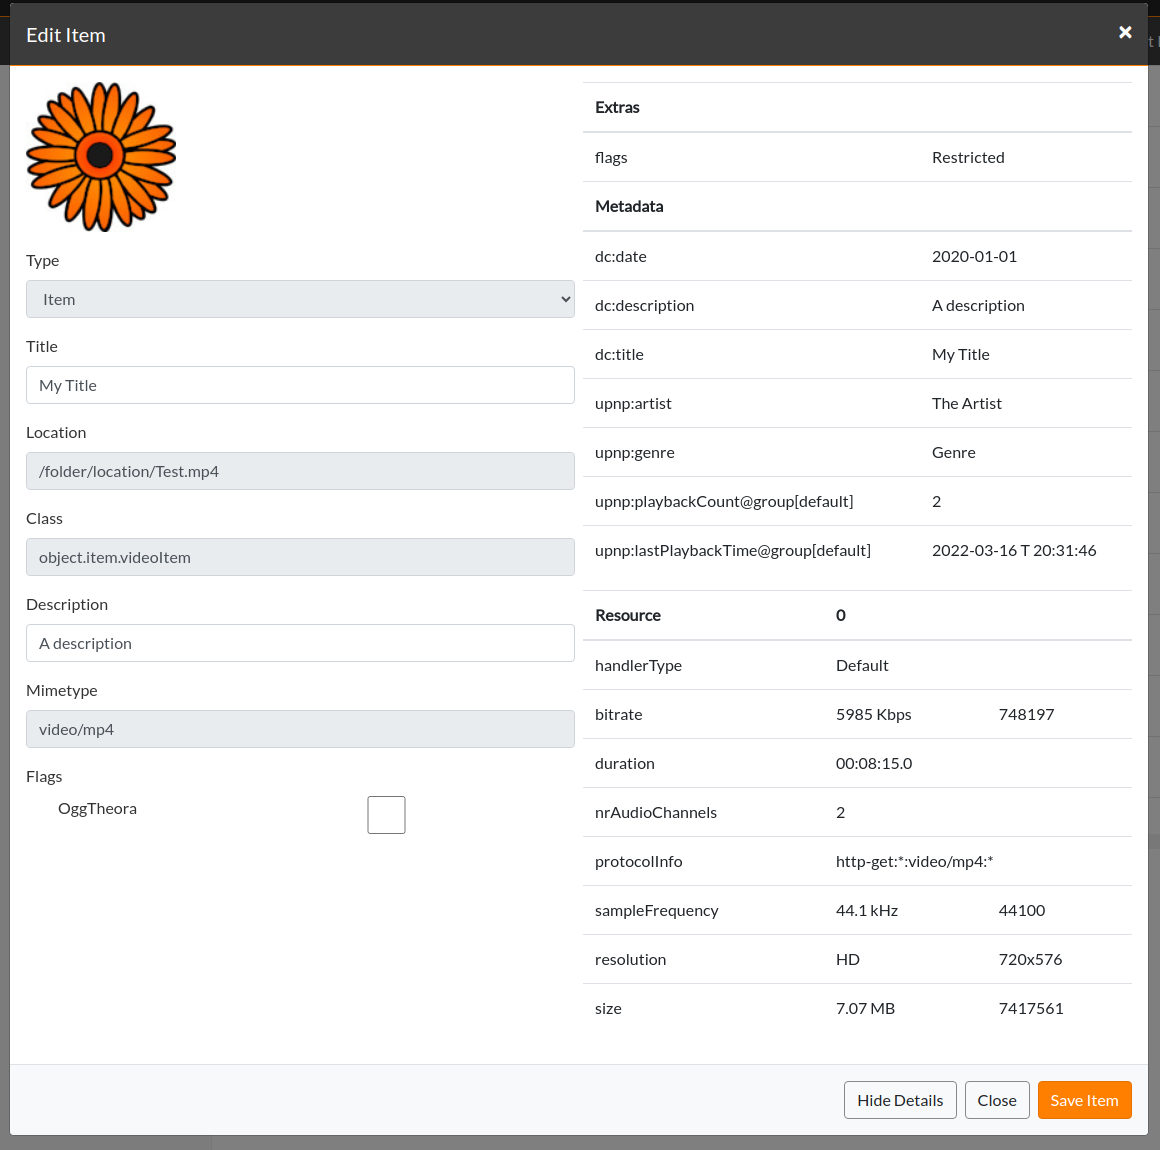 Edit Item
×
Type
Item
Title
My Title
Location
/folder/location/Test.mp4
Class
object.item.videoItem
Description
A description
Mimetype
video/mp4
Flags
OggTheora
Extras
flags Restricted
Metadata
dc:date 2020-01-01
dc:description A description
dc:title My Title
upnp:artist The Artist
upnp:genre Genre
upnp:playbackCount@group[default] 2
upnp:lastPlaybackTime@group[default] 2022-03-16 T 20:31:46
Resource 0
handlerType Default
bitrate 5985 Kbps 748197
duration 00:08:15.0
nrAudioChannels 2
protocolInfo http-get:*:video/mp4:*
sampleFrequency 44.1 kHz 44100
resolution HD 720x576
size 7.07 MB 7417561
Hide Details Close Save Item